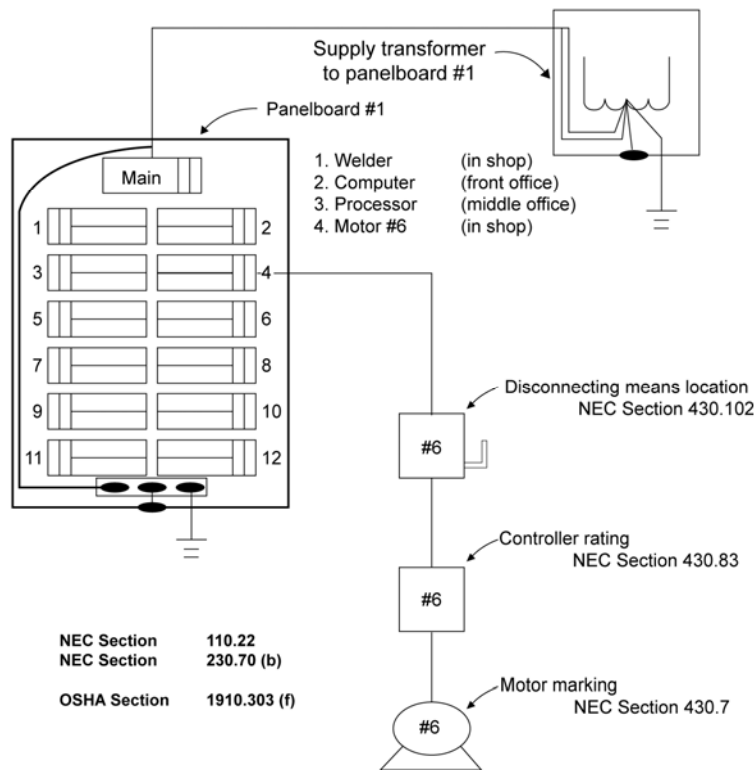 Supply transformer
to panelboard #1
Panelboard #1
Main
1. Welder (in shop)
2. Computer (front office)
3. Processor (middle office)
4. Motor #6 (in shop)
1
2
3
4
5
6
7
8
9
10
11
12
Disconnecting means location
NEC Section 430.102
#6
Controller rating
NEC Section 430.83
#6
NEC Section 110.22
NEC Section 230.70 (b)
OSHA Section 1910.303 (f)
Motor marking
NEC Section 430.7
#6